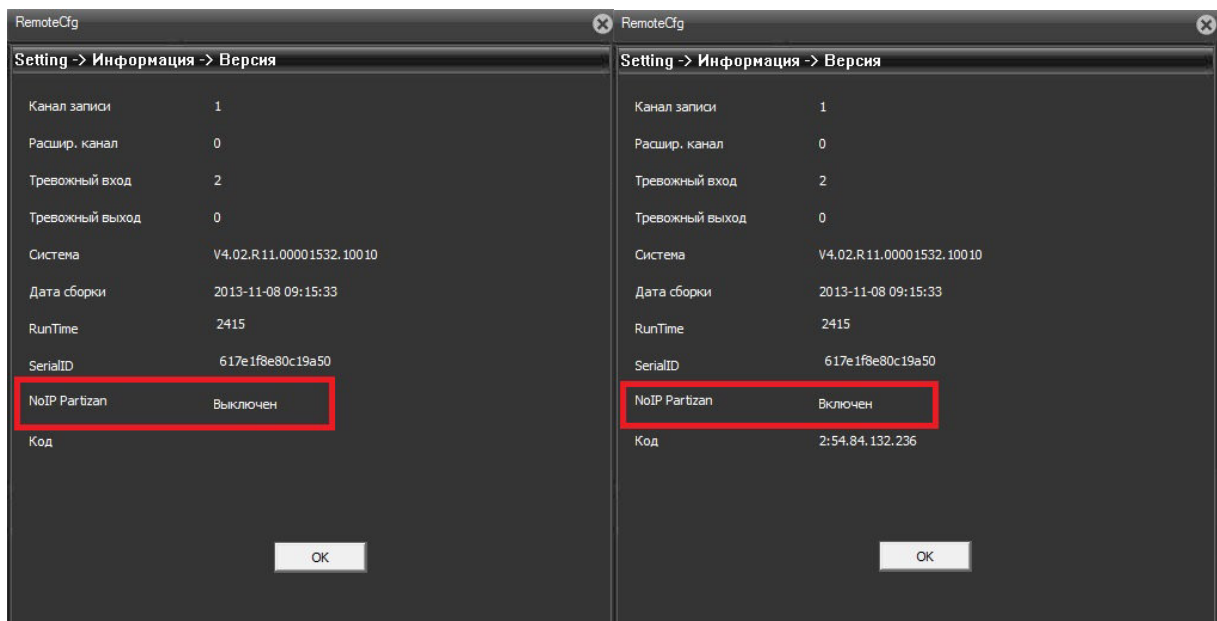 RemoteCfg
Setting -> Информация -> Версия
Канал записи 1
Расшир. канал 0
Тревожный вход 2
Тревожный выход 0
Система V4.02.R11.00001532.10010
Дата сборки 2013-11-08 09:15:33
RunTime 2415
SerialID 617e1f8e80c19a50
NoIP Partizan Выключен
Код
OK
RemoteCfg
Setting -> Информация -> Версия
Канал записи 1
Расшир. канал 0
Тревожный вход 2
Тревожный выход 0
Система V4.02.R11.00001532.10010
Дата сборки 2013-11-08 09:15:33
RunTime 2415
SerialID 617e1f8e80c19a50
NoIP Partizan Включен
Код 2:54.84.132.236
OK